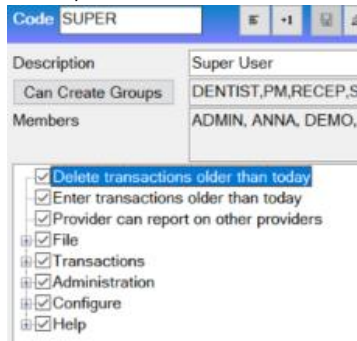 Code SUPER
+1
Description Super User
Can Create Groups DENTIST,PM,RECEP,S
Members ADMIN, ANNA, DEMO,
Delete transactions older than today
Enter transactions older than today
Provider can report on other providers
File
Transactions
Administration
Configure
Help